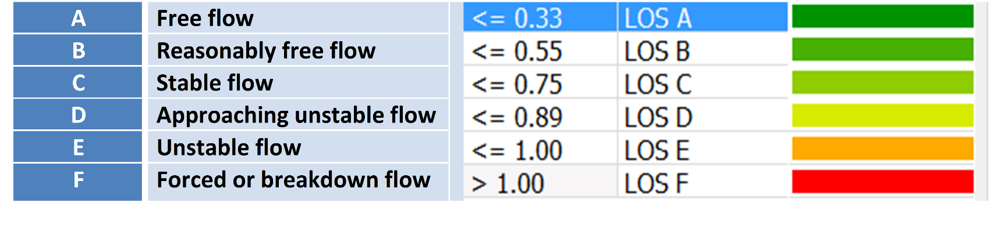 A Free flow <= 0.33 LOS A
B Reasonably free flow <= 0.55 LOS B
C Stable flow <= 0.75 LOS C
D Approaching unstable flow <= 0.89 LOS D
E Unstable flow <= 1.00 LOS E
F Forced or breakdown flow > 1.00 LOS F